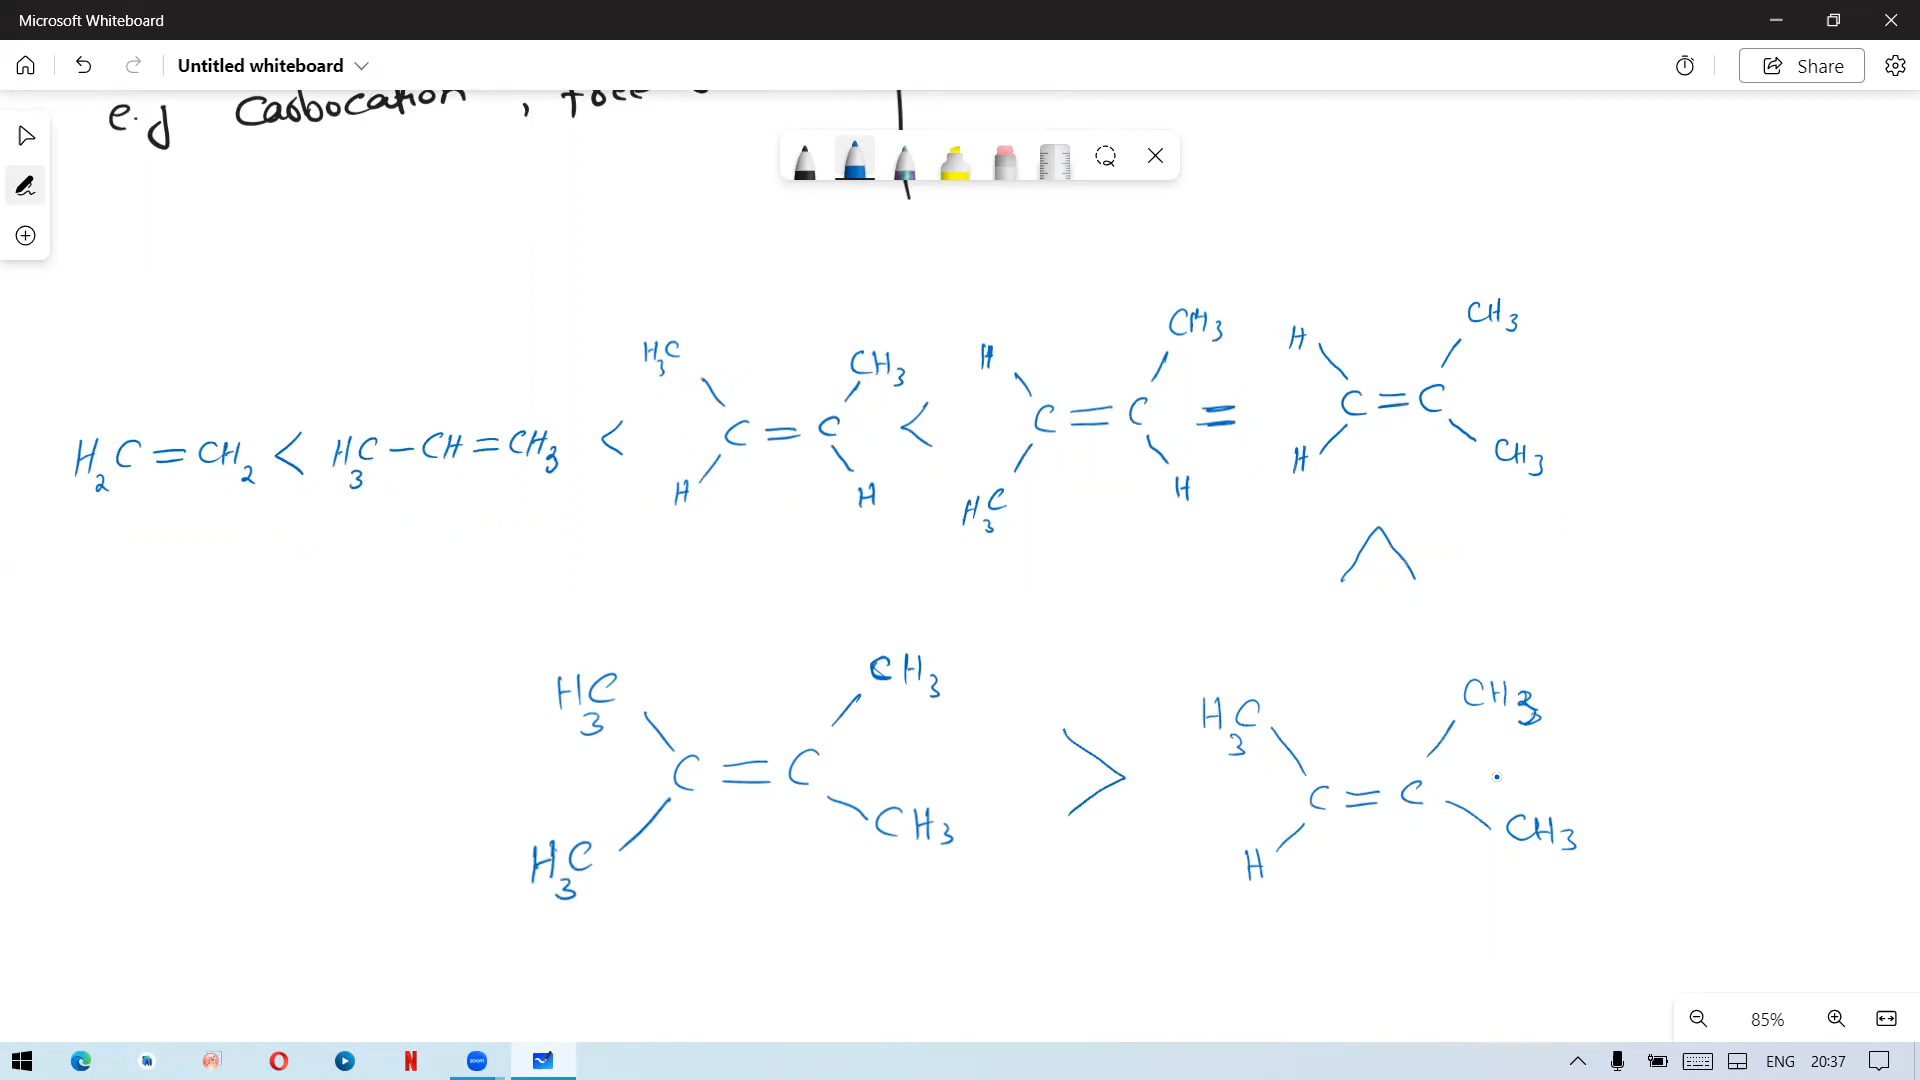 Microsoft Whiteboard
Untitled whiteboard
Share
e.g Carbocation ,
H2C = CH2 < H3C - CH = CH3 <
H3C CH3
C = C <
H H
H CH3
C = C =
H3C H
H CH3
C = C
H CH3
H3C CH3
C = C >
H3C CH3
H3C CH3
C = C
H CH3
85%
zoom
ENG 20:37